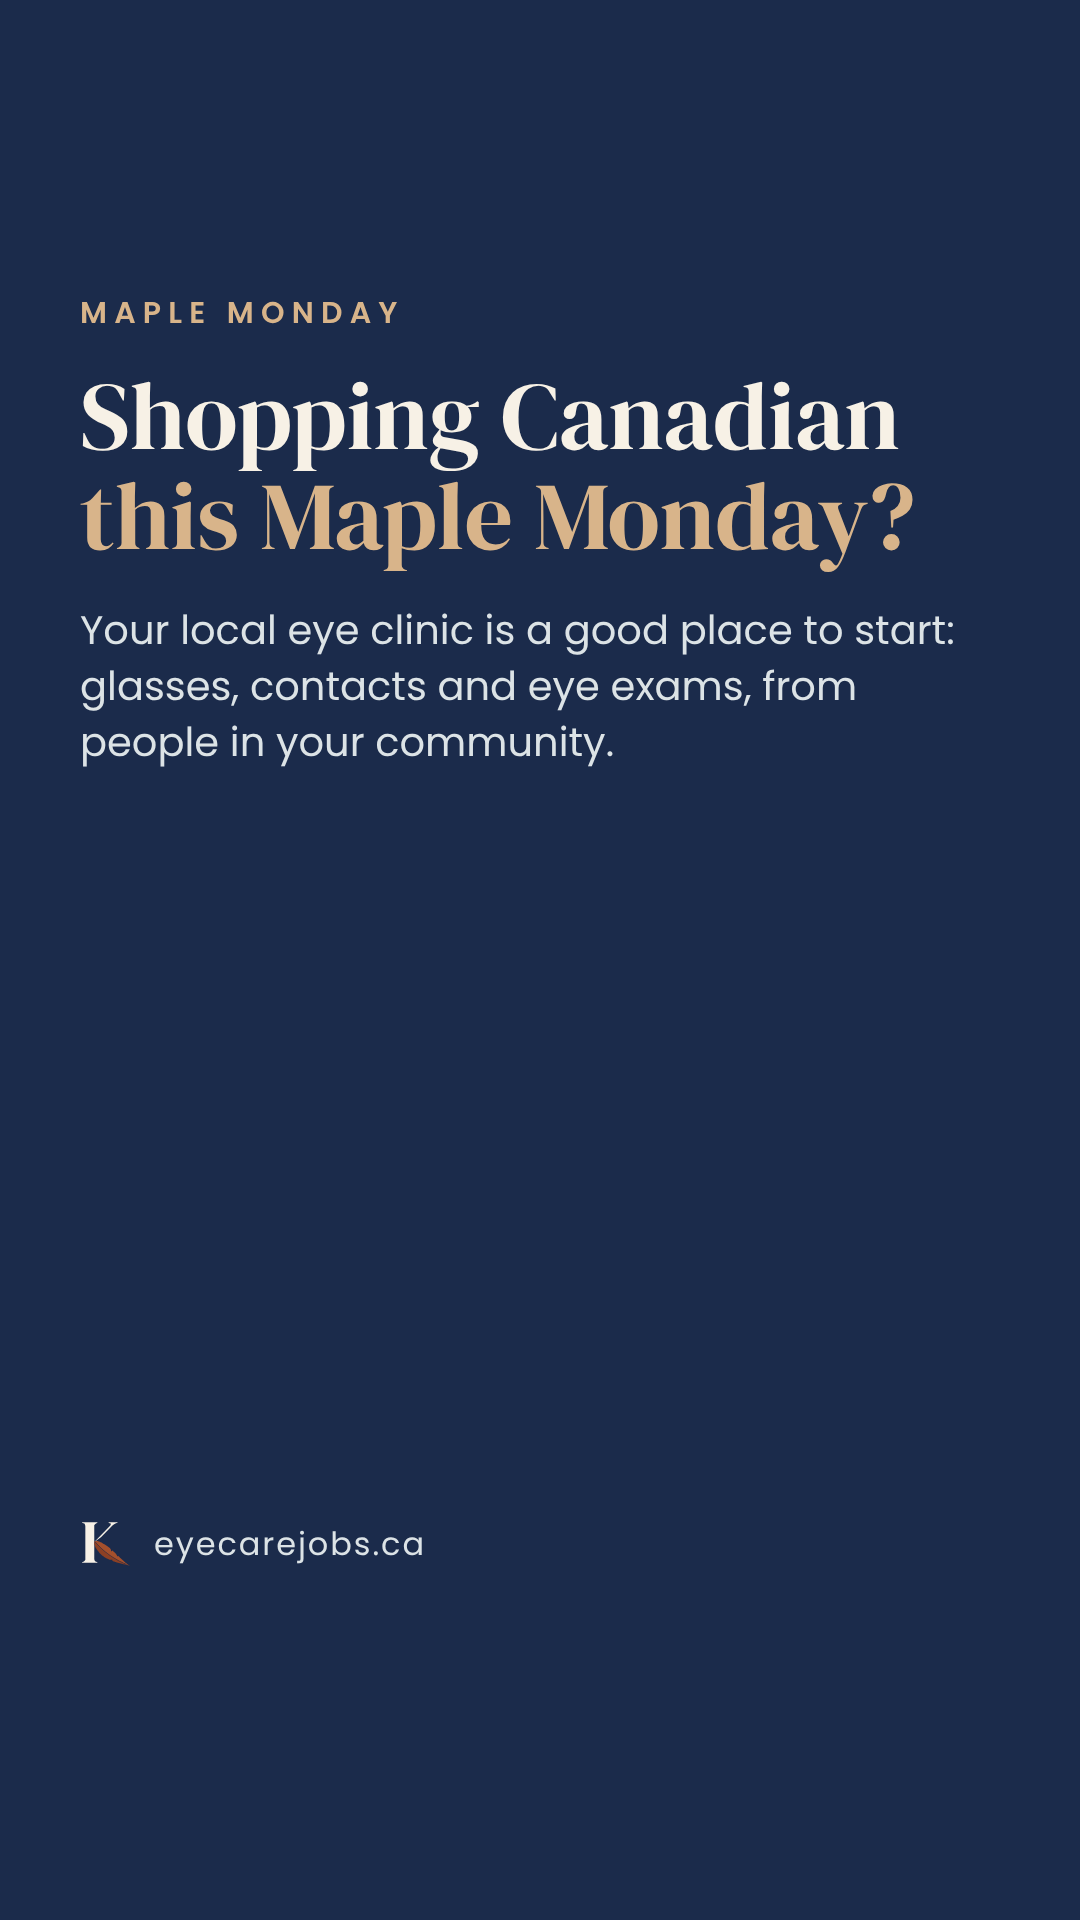 MAPLE MONDAY
Shopping Canadian
this Maple Monday?
Your local eye clinic is a good place to start:
glasses, contacts and eye exams, from
people in your community.
K eyecarejobs.ca